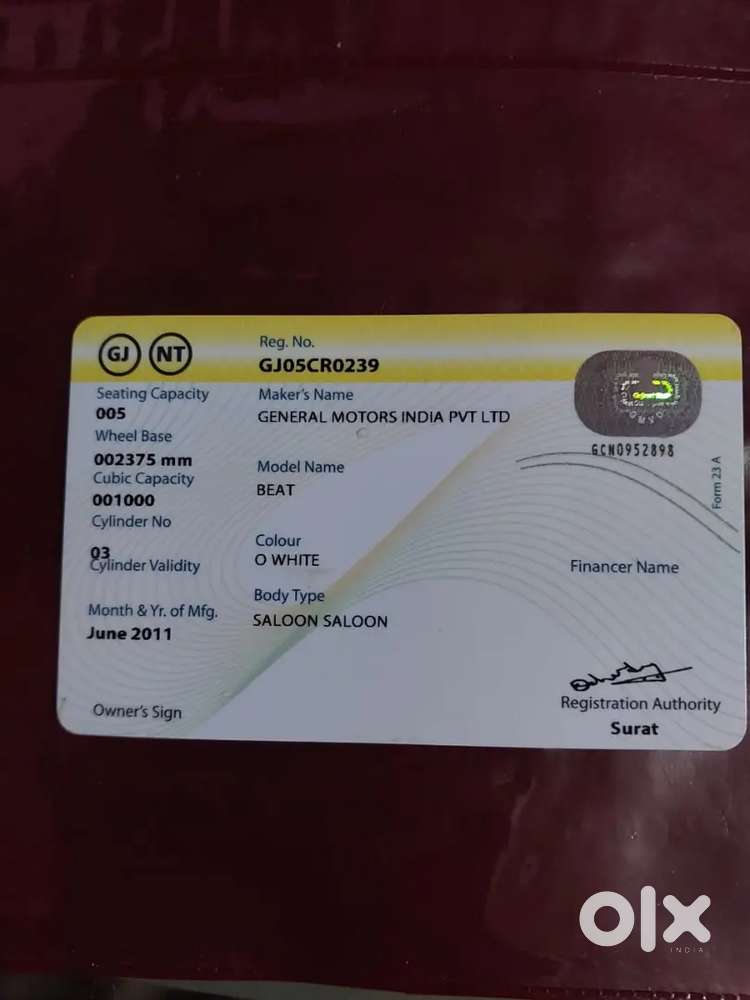 GJ NT
Reg. No.
GJ05CR0239
Seating Capacity
005
Wheel Base
002375 mm
Cubic Capacity
001000
Cylinder No
03
Cylinder Validity
Month & Yr. of Mfg.
June 2011
Owner's Sign
Maker's Name
GENERAL MOTORS INDIA PVT LTD
Model Name
BEAT
Colour
O WHITE
Body Type
SALOON SALOON
GCN0952898
Form 23 A
Financer Name
Registration Authority
Surat
olx
INDIA